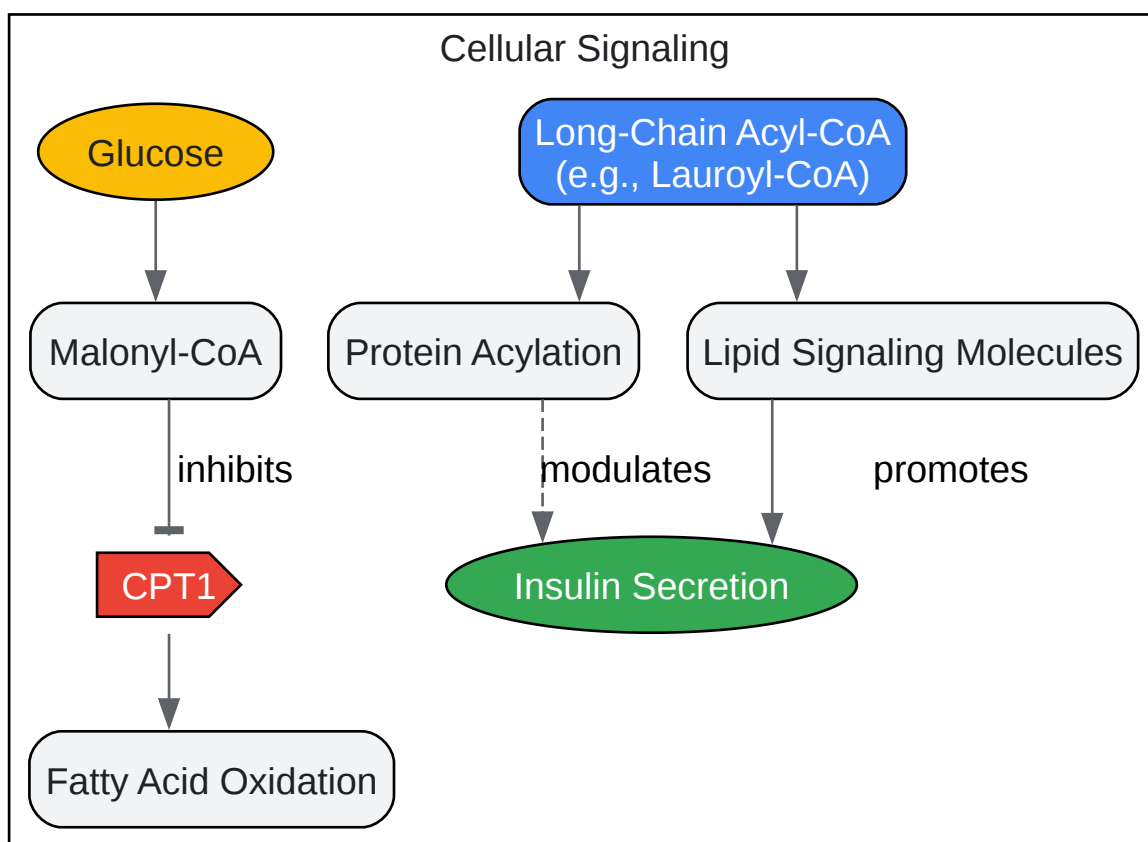 Cellular Signaling
Glucose
Long-Chain Acyl-CoA
(e.g., Lauroyl-CoA)
Malonyl-CoA
Protein Acylation
Lipid Signaling Molecules
inhibits
modulates
promotes
CPT1
Insulin Secretion
Fatty Acid Oxidation